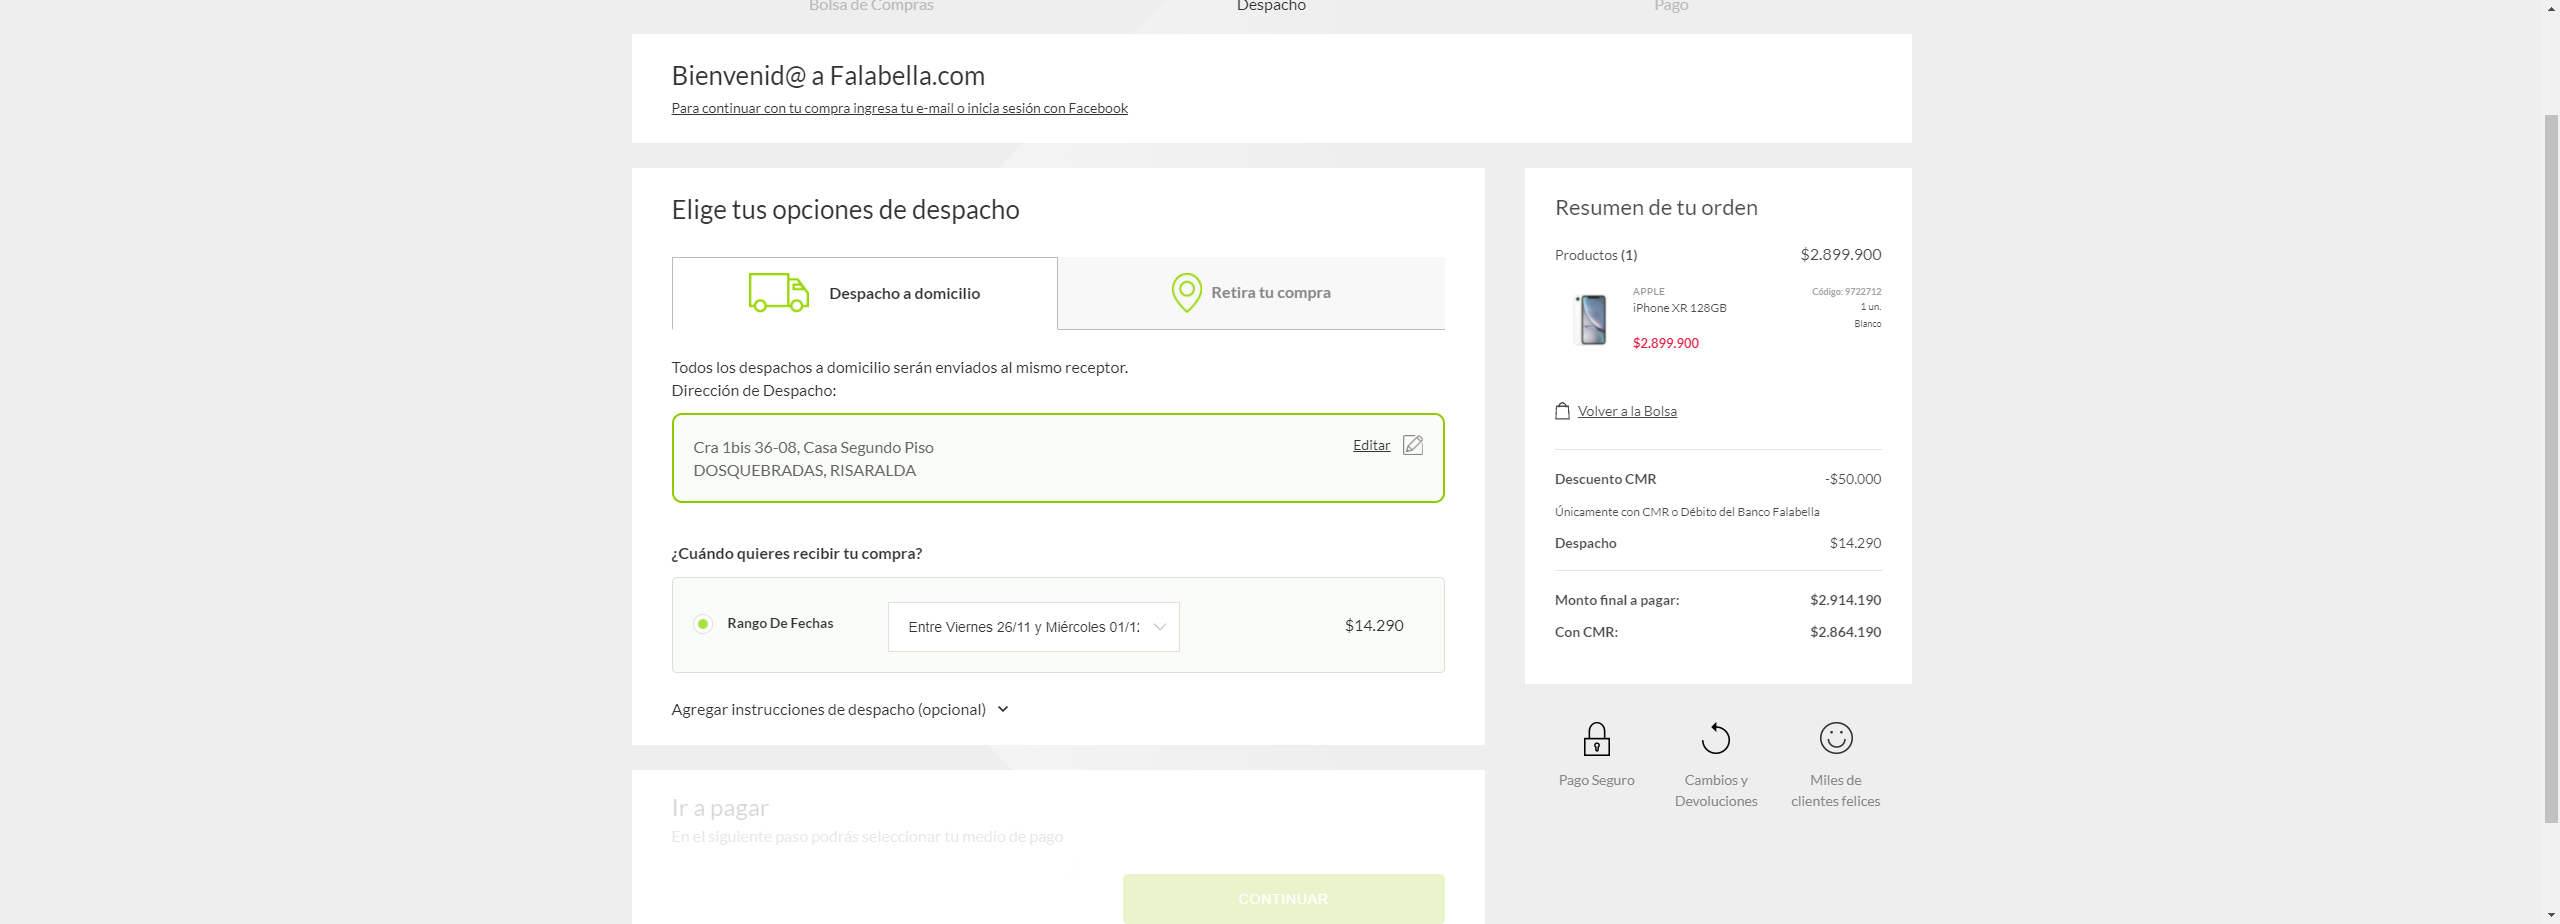 Bolsa de Compras
Despacho
Pago
Bienvenid@ a Falabella.com
Para continuar con tu compra ingresa tu e-mail o inicia sesión con Facebook
Elige tus opciones de despacho
Despacho a domicilio
Retira tu compra
Todos los despachos a domicilio serán enviados al mismo receptor.
Dirección de Despacho:
Cra 1bis 36-08, Casa Segundo Piso
Editar
DOSQUEBRADAS, RISARALDA
¿Cuándo quieres recibir tu compra?
Rango De Fechas
Entre Viernes 26/11 y Miércoles 01/12
$14.290
Agregar instrucciones de despacho (opcional)
Ir a pagar
En el siguiente paso podrás seleccionar tu medio de pago
CONTINUAR
Resumen de tu orden
Productos (1)
$2.899.900
APPLE
Código: 9722712
iPhone XR 128GB
1 un.
Blanco
$2.899.900
Volver a la Bolsa
Descuento CMR
-$50.000
Únicamente con CMR o Débito del Banco Falabella
Despacho
$14.290
Monto final a pagar:
$2.914.190
Con CMR:
$2.864.190
Pago Seguro
Cambios y
Devoluciones
Miles de
clientes felices